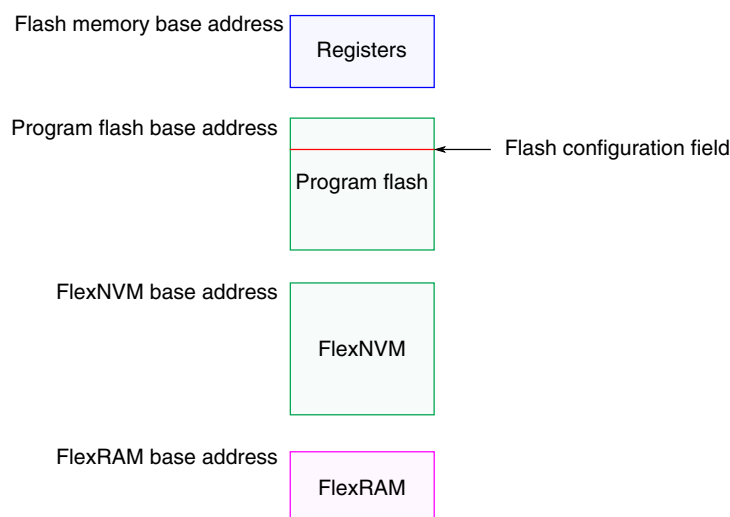 Flash memory base address
Registers
Program flash base address
Flash configuration field
Program flash
FlexNVM base address
FlexNVM
FlexRAM base address
FlexRAM